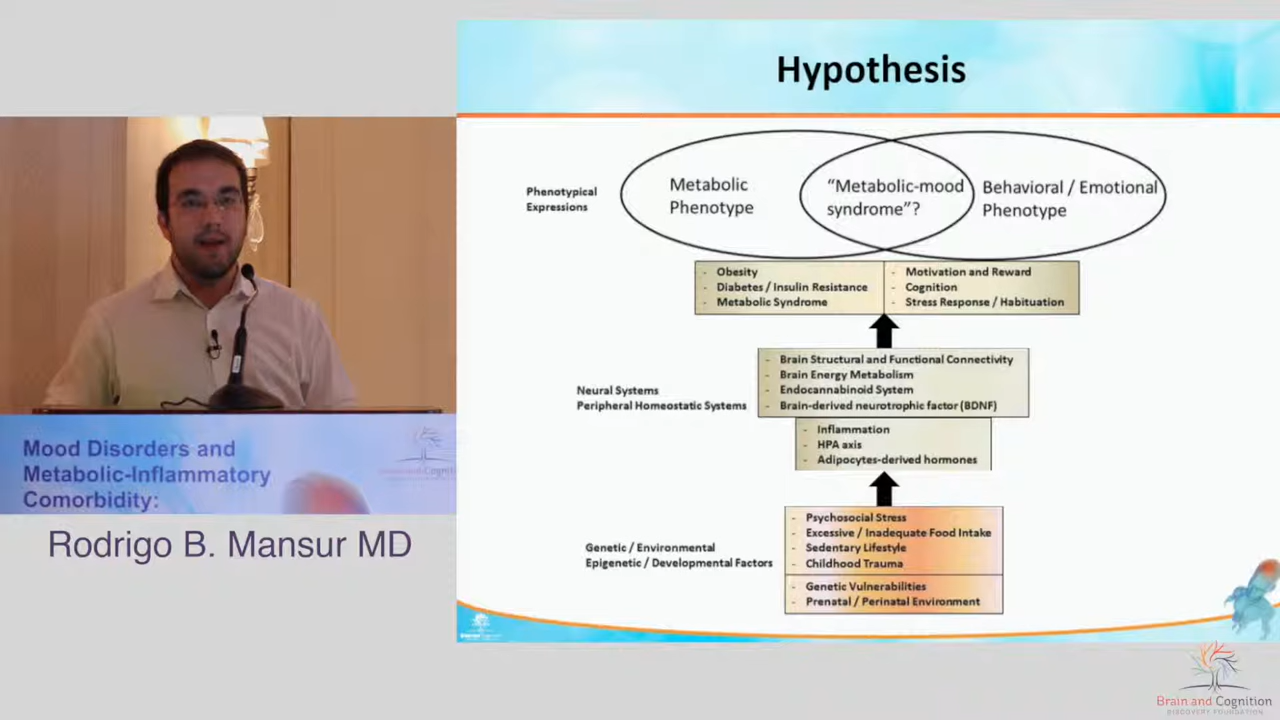 Hypothesis
Phenotypical
Expressions
Metabolic
Phenotype
“Metabolic-mood
syndrome”?
Behavioral / Emotional
Phenotype
- Obesity
- Diabetes / Insulin Resistance
- Metabolic Syndrome
- Motivation and Reward
- Cognition
- Stress Response / Habituation
Neural Systems
Peripheral Homeostatic Systems
- Brain Structural and Functional Connectivity
- Brain Energy Metabolism
- Endocannabinoid System
- Brain-derived neurotrophic factor (BDNF)
- Inflammation
- HPA axis
- Adipocytes-derived hormones
Genetic / Environmental
Epigenetic / Developmental Factors
- Psychosocial Stress
- Excessive / Inadequate Food Intake
- Sedentary Lifestyle
- Childhood Trauma
- Genetic Vulnerabilities
- Prenatal / Perinatal Environment
Mood Disorders and
Metabolic-Inflammatory
Comorbidity:
Rodrigo B. Mansur MD
Brain and Cognition
DISCOVERY FOUNDATION